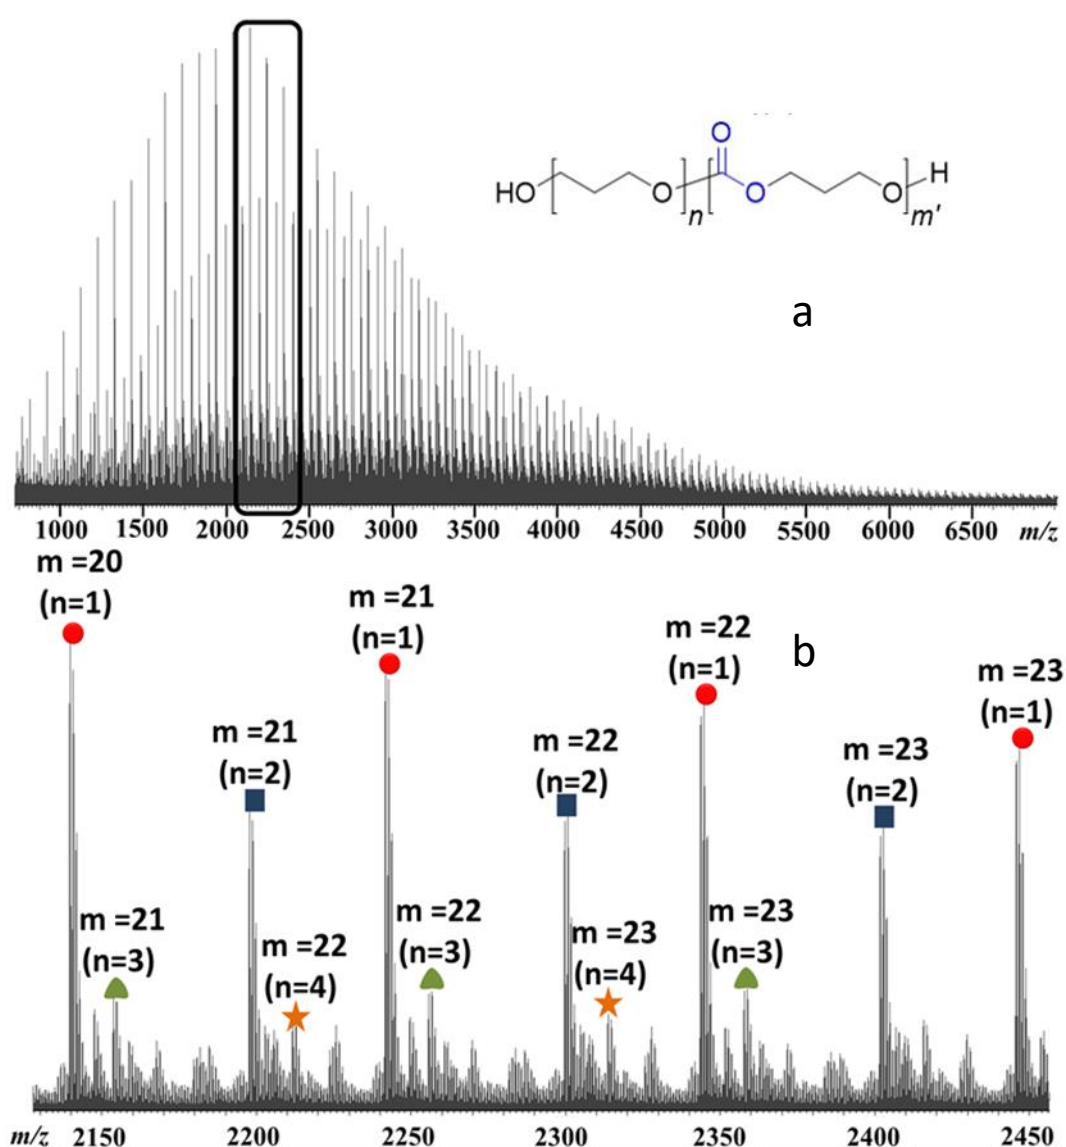 O
HO
O
n
O
O
H
m'
a
1000 1500 2000 2500 3000 3500 4000 4500 5000 5500 6000 6500 m/z
m =20
(n=1)
m =21
(n=1)
m =22
(n=1)
b
m =23
(n=1)
m =21
(n=2)
m =22
(n=2)
m =23
(n=2)
m =21
(n=3)
m =22
(n=4)
m =22
(n=3)
m =23
(n=4)
m =23
(n=3)
m/z 2150 2200 2250 2300 2350 2400 2450